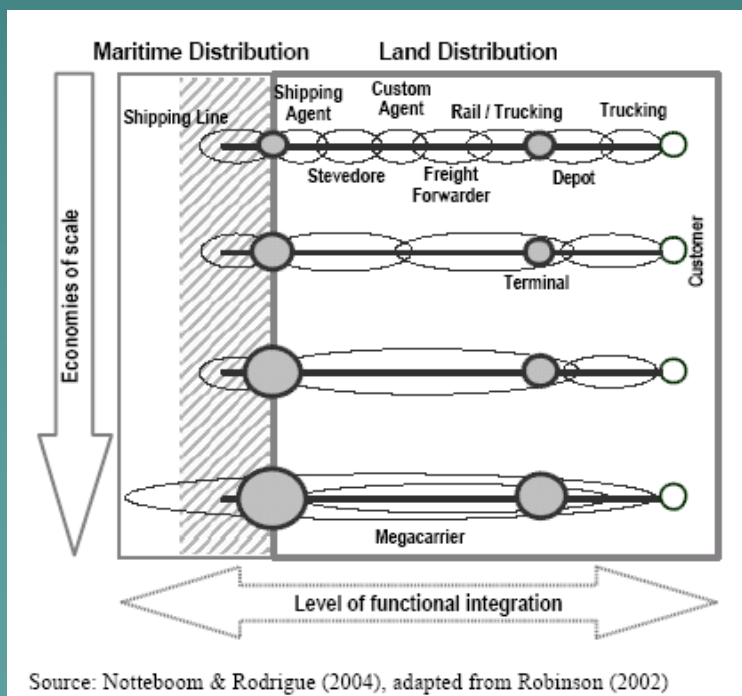 Maritime Distribution
Land Distribution
Shipping
Agent
Custom
Agent
Shipping Line
Rail / Trucking
Trucking
Stevedore
Freight
Forwarder
Depot
Customer
Terminal
Economies of scale
Megacarrier
Level of functional integration
Source: Notteboom & Rodrigue (2004), adapted from Robinson (2002)